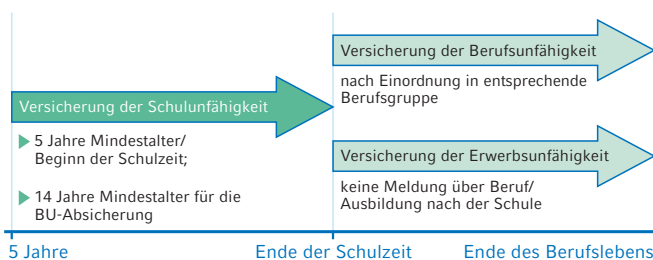 Versicherung der Schulunfähigkeit
5 Jahre Mindestalter/
Beginn der Schulzeit;
14 Jahre Mindestalter für die
BU-Absicherung
Versicherung der Berufsunfähigkeit
nach Einordnung in entsprechende
Berufsgruppe
Versicherung der Erwerbsunfähigkeit
keine Meldung über Beruf/
Ausbildung nach der Schule
5 Jahre
Ende der Schulzeit
Ende des Berufslebens